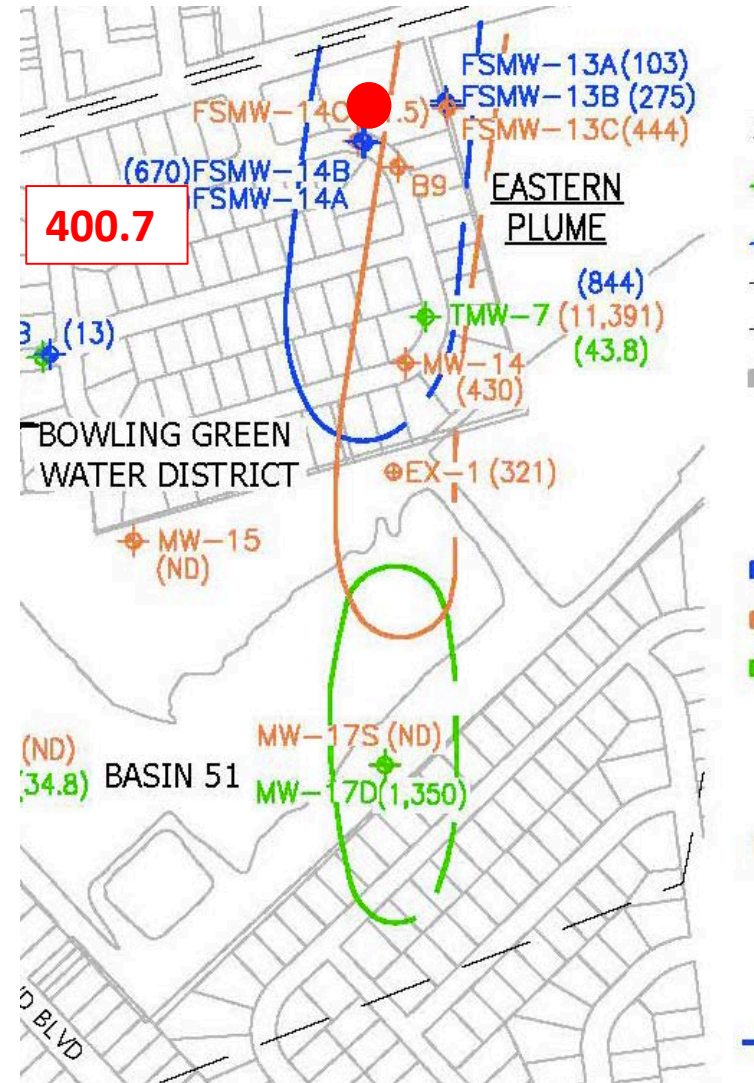 FSMW-13A(103)
FSMW-13B (275)
FSMW-14C .5)
FSMW-13C(444)
(670)FSMW-14B
FSMW-14A
B9
EASTERN
PLUME
400.7
(844)
TMW-7 (11,391)
(43.8)
(13)
MW-14
(430)
BOWLING GREEN
WATER DISTRICT
EX-1 (321)
MW-15
(ND)
MW-17S (ND)
(ND)
(34.8)
BASIN 51
MW-17D(1,350)
BLVD